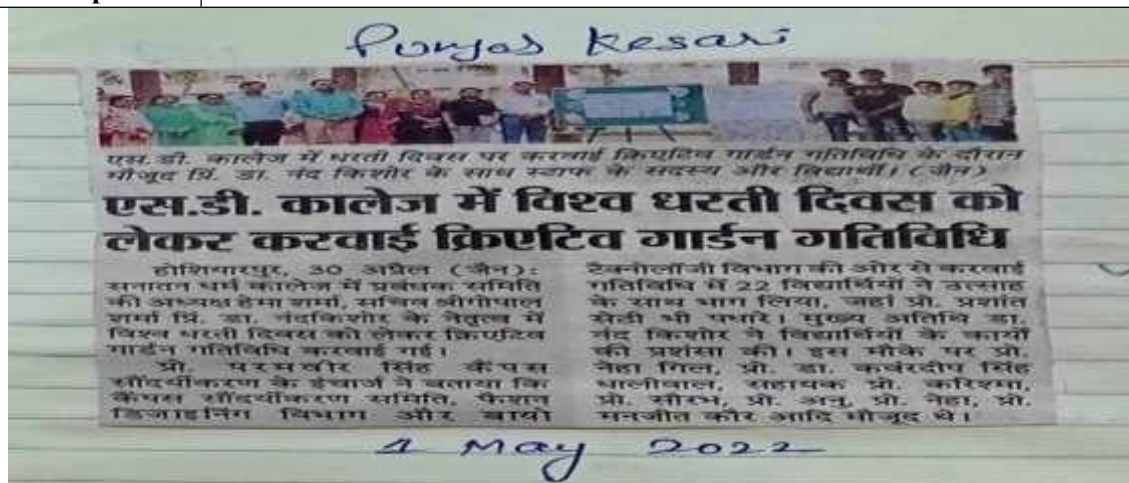 Punjab Kesari
एस.डी. कालेज में धरती दिवस पर करवाई क्रिएटिव गार्डन गतिविधि के दौरान
मौजूद प्रिं. डा. नंद किशोर के साथ स्टाफ के सदस्य और विद्यार्थी। (जैन)
एस.डी. कालेज में विश्व धरती दिवस को
लेकर करवाई क्रिएटिव गार्डन गतिविधि
होशियारपुर, 30 अप्रैल (जैन):
सनातन धर्म कालेज में प्रबंधक समिति
की अध्यक्ष हेमा शर्मा, सचिव श्रीगोपाल
शर्मा प्रिं. डा. नंदकिशोर के नेतृत्व में
विश्व धरती दिवस को लेकर क्रिएटिव
गार्डन गतिविधि करवाई गई।
प्रो. परमवीर सिंह कैंपस
सौंदर्यीकरण के इंचार्ज ने बताया कि
कैंपस सौंदर्यीकरण समिति, फैशन
डिजाइनिंग विभाग और बायो
टैक्नोलॉजी विभाग की ओर से करवाई
गतिविधि में 22 विद्यार्थियों ने उत्साह
के साथ भाग लिया, जहां प्रो. प्रशांत
सेठी भी पधारे। मुख्य अतिथि डा.
नंद किशोर ने विद्यार्थियों के कार्यों
की प्रशंसा की। इस मौके पर प्रो.
नेहा गिल, प्रो. डा. कवंरदीप सिंह
धालीवाल, सहायक प्रो. करिश्मा,
प्रो. सौरभ, प्रो. अनु, प्रो. नेहा, प्रो.
मनजीत कौर आदि मौजूद थे।
1 May 2022